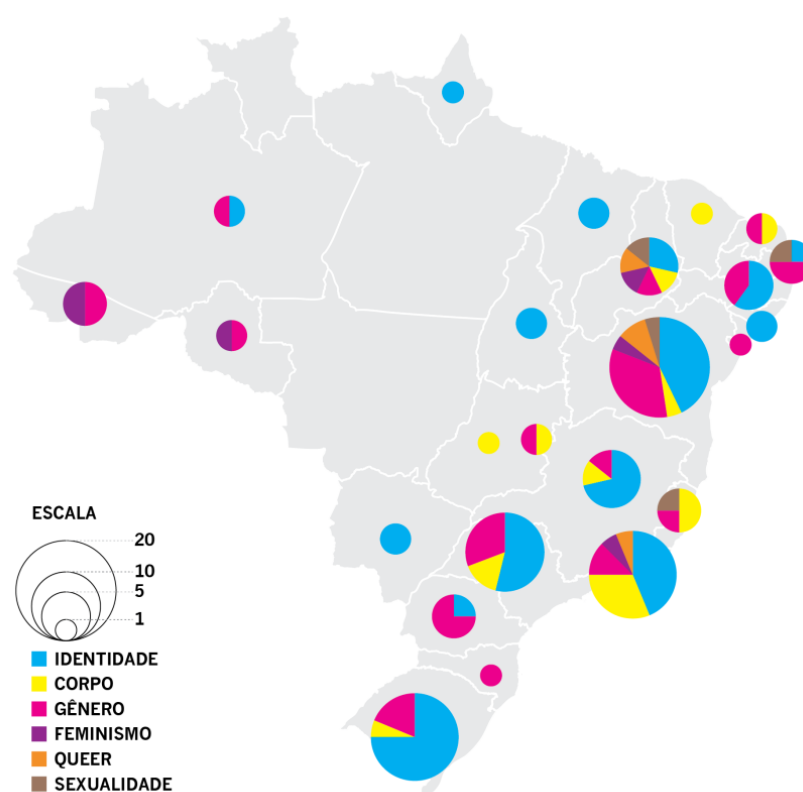 ESCALA
20
10
5
1
IDENTIDADE
CORPO
GÊNERO
FEMINISMO
QUEER
SEXUALIDADE